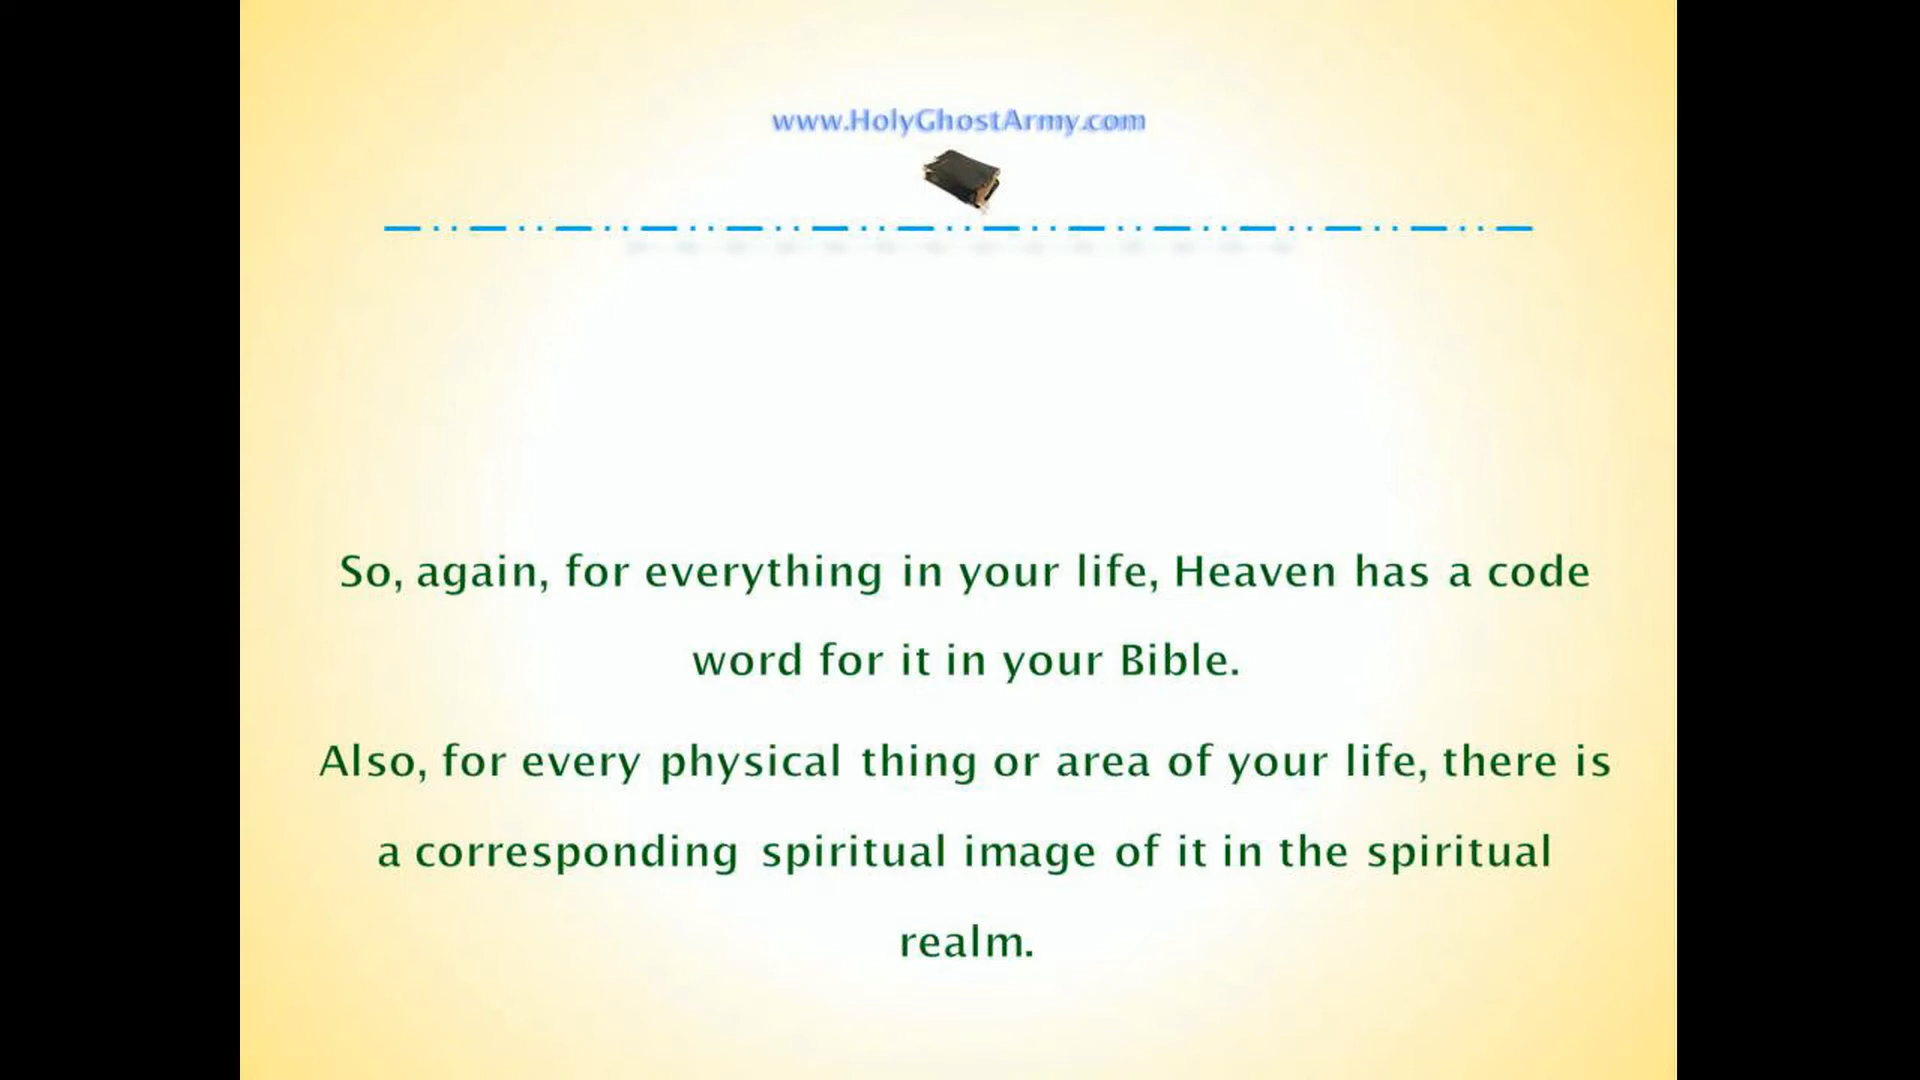 www.HolyGhostArmy.com
So, again, for everything in your life, Heaven has a code
word for it in your Bible.
Also, for every physical thing or area of your life, there is
a corresponding spiritual image of it in the spiritual
realm.